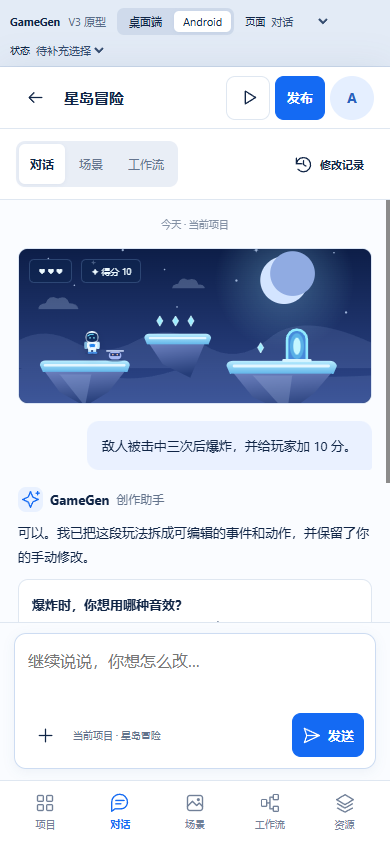 GameGen V3 原型 桌面端 Android 页面 对话
状态 待补充选择
星岛冒险 发布 A
对话 场景 工作流 修改记录
今天 · 当前项目
得分 10
敌人被击中三次后爆炸，并给玩家加 10 分。
GameGen 创作助手
可以。我已把这段玩法拆成可编辑的事件和动作，并保留了你
的手动修改。
爆炸时，你想用哪种音效？
继续说说，你想怎么改...
当前项目 · 星岛冒险 发送
项目 对话 场景 工作流 资源